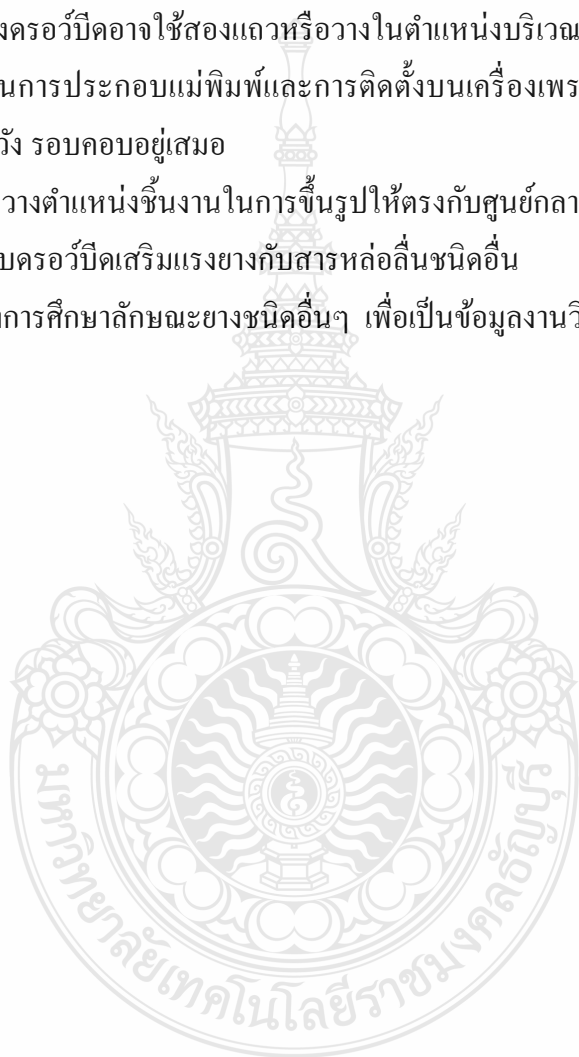 งดรอว์บีดอาจใช้สองแถวหรือวางในตำแหน่งบริเวณ
นการประกอบแม่พิมพ์และการติดตั้งบนเครื่องเพร
วัง รอบคอบอยู่เสมอ
วางตำแหน่งชิ้นงานในการขึ้นรูปให้ตรงกับศูนย์กลา
บดรอว์บีดเสริมแรงยางกับสารหล่อลื่นชนิดอื่น
การศึกษาลักษณะยางชนิดอื่นๆ เพื่อเป็นข้อมูลงานวิ
มหาวิทยาลัยเทคโนโลยีราชมงคลธัญบุรี